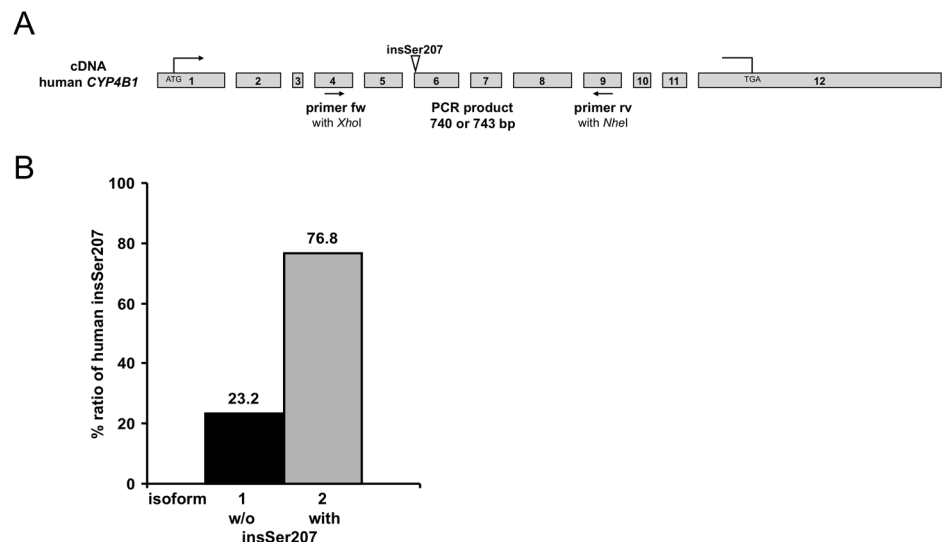 A
insSer207
cDNA
human CYP4B1
ATG 1 2 3 4 5 6 7 8 9 10 11 TGA 12
primer fw PCR product primer rv
with XhoI 740 or 743 bp with NheI
B
% ratio of human insSer207
100
80
60
40
20
0
76.8
23.2
isoform 1 2
w/o with
insSer207